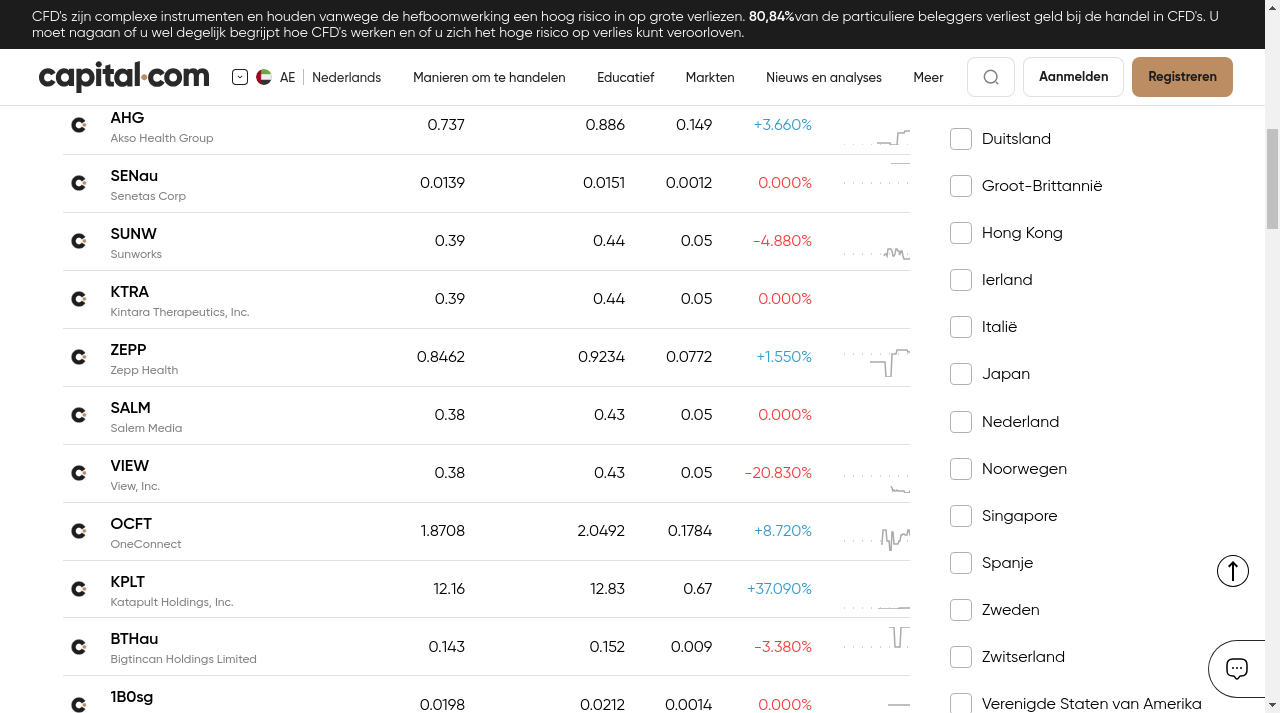 CFD's zijn complexe instrumenten en houden vanwege de hefboomwerking een hoog risico in op grote verliezen. 80,84%van de particuliere beleggers verliest geld bij de handel in CFD's. U
moet nagaan of u wel degelijk begrijpt hoe CFD's werken en of u zich het hoge risico op verlies kunt veroorloven.
capital.com AE Nederlands Manieren om te handelen Educatief Markten Nieuws en analyses Meer Aanmelden Registreren
AHG 0.737 0.886 0.149 +3.660%
Akso Health Group
SENau 0.0139 0.0151 0.0012 0.000%
Senetas Corp
SUNW 0.39 0.44 0.05 -4.880%
Sunworks
KTRA 0.39 0.44 0.05 0.000%
Kintara Therapeutics, Inc.
ZEPP 0.8462 0.9234 0.0772 +1.550%
Zepp Health
SALM 0.38 0.43 0.05 0.000%
Salem Media
VIEW 0.38 0.43 0.05 -20.830%
View, Inc.
OCFT 1.8708 2.0492 0.1784 +8.720%
OneConnect
KPLT 12.16 12.83 0.67 +37.090%
Katapult Holdings, Inc.
BTHau 0.143 0.152 0.009 -3.380%
Bigtincan Holdings Limited
1B0sg 0.0198 0.0212 0.0014 0.000%
Duitsland
Groot-Brittannië
Hong Kong
Ierland
Italië
Japan
Nederland
Noorwegen
Singapore
Spanje
Zweden
Zwitserland
Verenigde Staten van Amerika